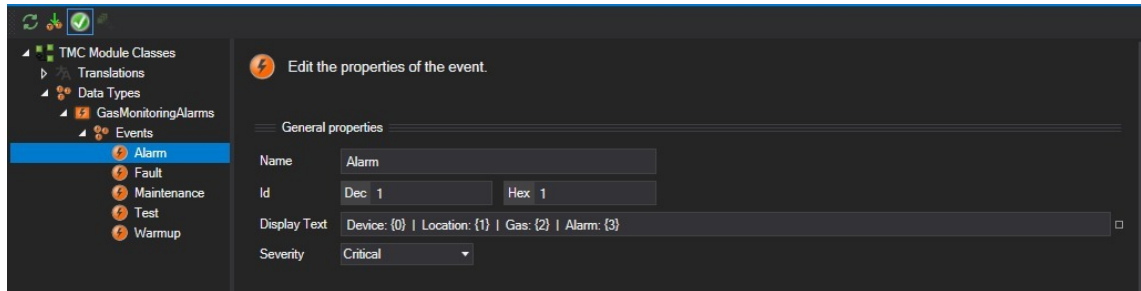 TMC Module Classes
Translations
Data Types
GasMonitoringAlarms
Events
Alarm
Fault
Maintenance
Test
Warmup
Edit the properties of the event.
General properties
Name Alarm
Id Dec 1 Hex 1
Display Text Device: {0} | Location: {1} | Gas: {2} | Alarm: {3}
Severity Critical